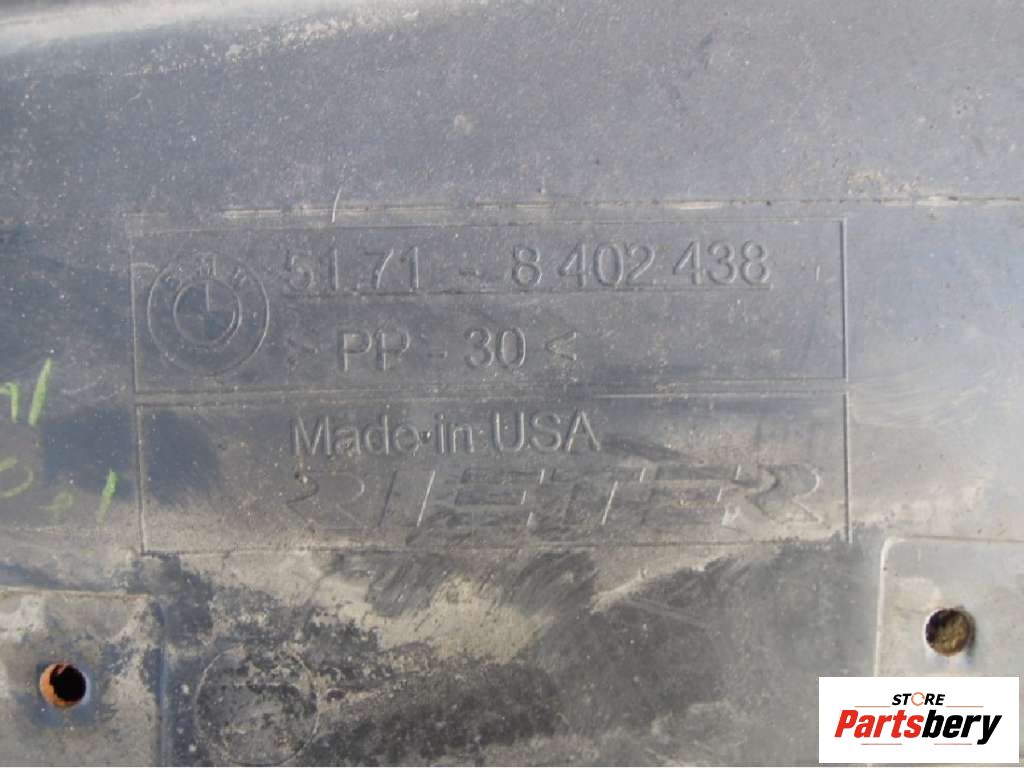 BMW
51.71 - 8 402 438
> PP - 30 <
Made in USA
RIETER
STORE
Partsbery